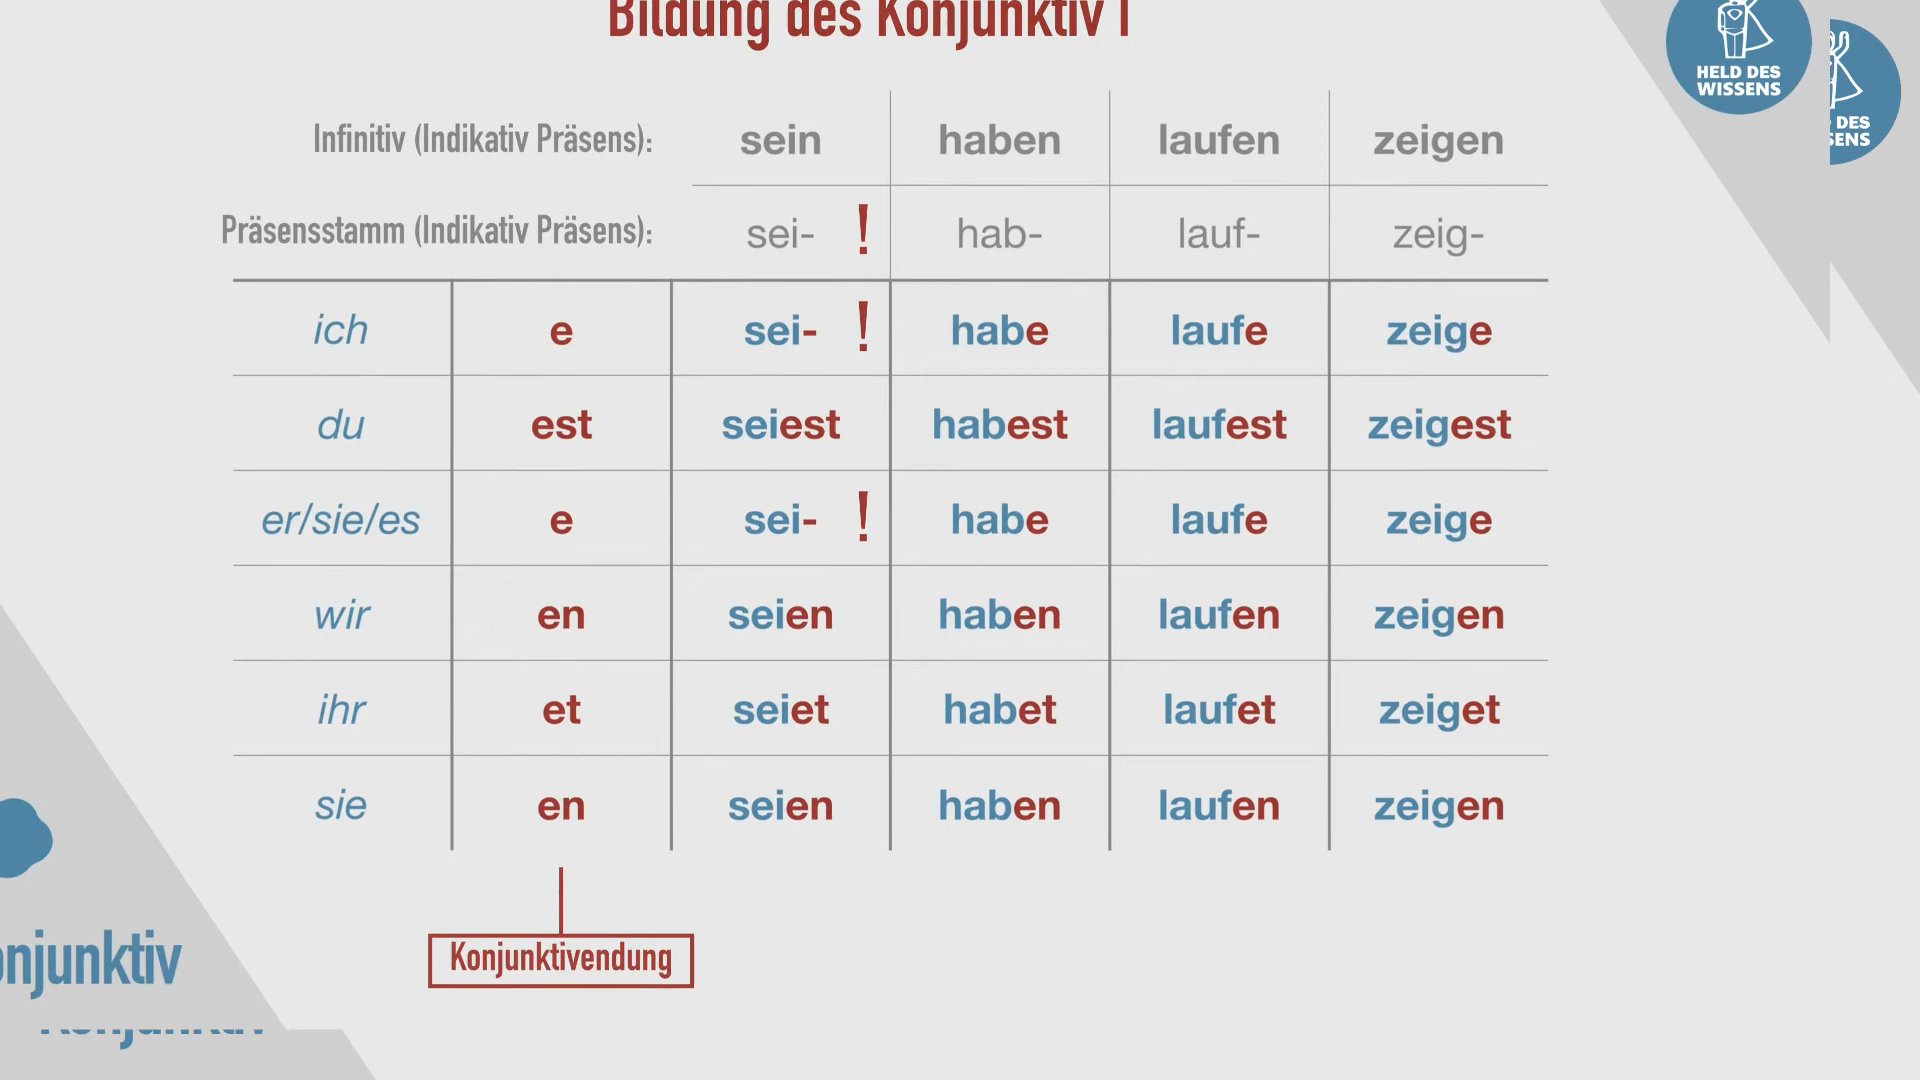 Bildung des Konjunktiv I
HELD DES
WISSENS
DES
Infinitiv (Indikativ Präsens): sein haben laufen zeigen
Präsensstamm (Indikativ Präsens): sei- ! hab- lauf- zeig-
ich e sei- ! habe laufe zeige
du est seiest habest laufest zeigest
er/sie/es e sei- ! habe laufe zeige
wir en seien haben laufen zeigen
ihr et seiet habet laufet zeiget
sie en seien haben laufen zeigen
Konjunktivendung
onjunktiv